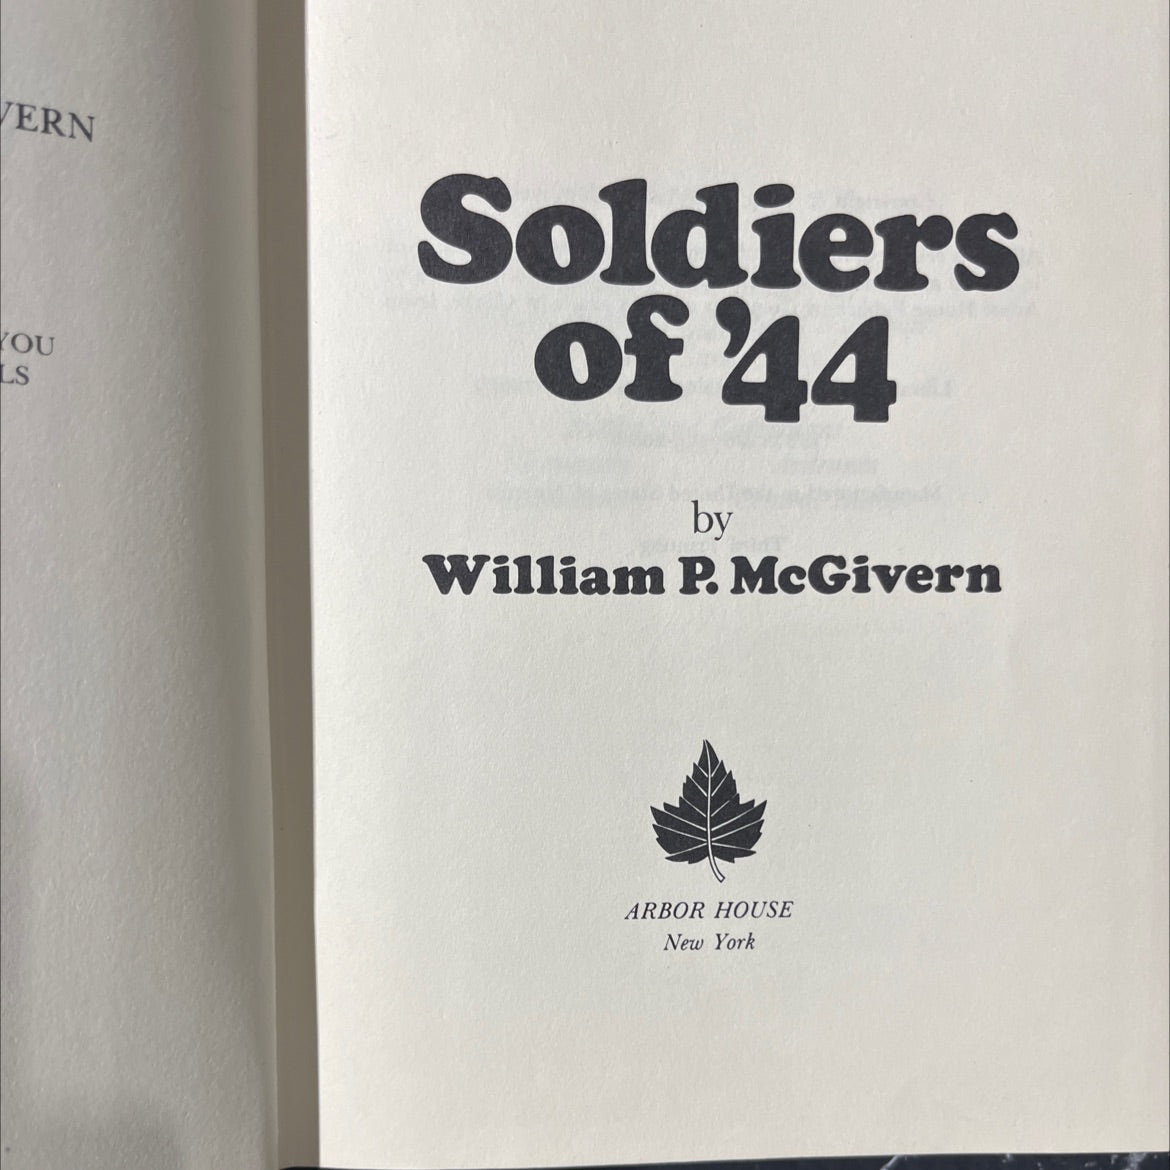 VERN
YOU
LS
Soldiers
of '44
by
William P. McGivern
ARBOR HOUSE
New York